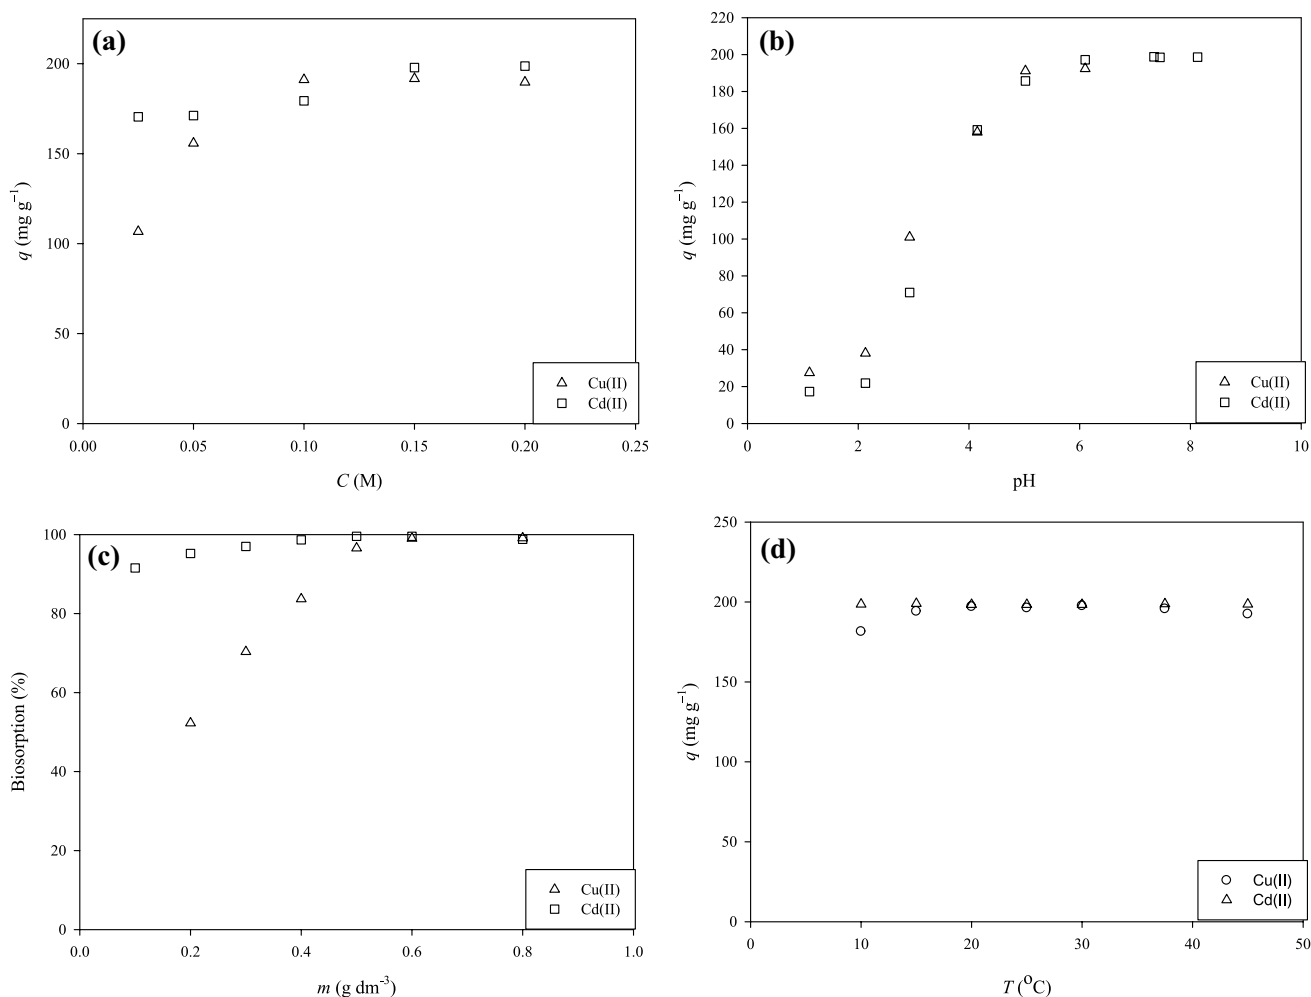 (a)
200
150
100
50
0
q (mg g⁻¹)
0.00 0.05 0.10 0.15 0.20 0.25
C (M)
Cu(II)
Cd(II)
(b)
220
200
180
160
140
120
100
80
60
40
20
0
q (mg g⁻¹)
0 2 4 6 8 10
pH
Cu(II)
Cd(II)
(c)
100
80
60
40
20
0
Biosorption (%)
0.0 0.2 0.4 0.6 0.8 1.0
m (g dm⁻³)
Cu(II)
Cd(II)
(d)
250
200
150
100
50
0
q (mg g⁻¹)
0 10 20 30 40 50
T (°C)
Cu(II)
Cd(II)